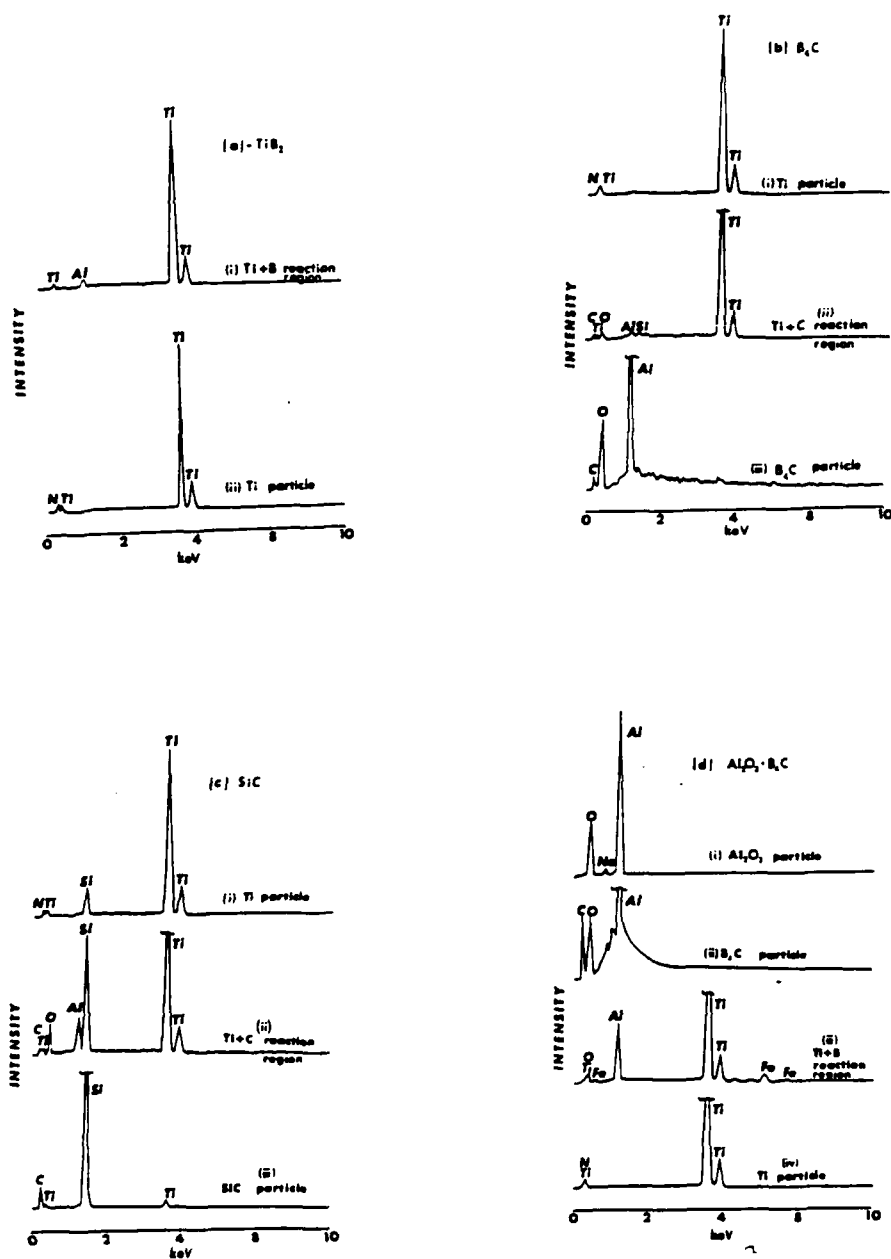 (a)-TiB₂
Ti
Ti Al Ti
(i) Ti+B reaction
region
Ti
Ti
N Ti
(ii) Ti particle
INTENSITY
0 2 4 8 10
keV
(b) B₄C
Ti
Ti
N Ti
(i) Ti particle
Ti
Ti
C O
T
Al Si
Ti+C (ii)
reaction
region
Al
O
C
(iii) B₄C particle
INTENSITY
0 2 4 8 10
keV
(c) SiC
Ti
Si Ti
N Ti
(i) Ti particle
Si Ti
C O Al Ti
Ti
Ti+C (ii) reaction
region
Si
C
Ti Ti
(iii)
SiC particle
INTENSITY
0 2 4 8 10
keV
(d) Al₂O₃-B₄C
Al
O
Na
(i) Al₂O₃ particle
C O Al
(ii) B₄C particle
Ti
Al
O Ti
Ti
Fe Fe Fe
(iii)
Ti+B
reaction
region
Ti
N Ti
Ti
(iv)
Ti particle
INTENSITY
0 2 4 8 10
keV